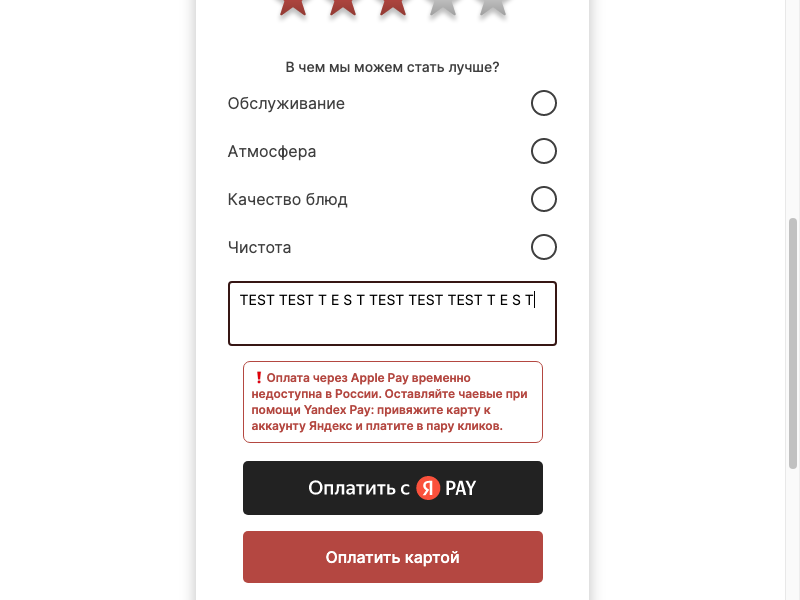 В чем мы можем стать лучше?
Обслуживание
Атмосфера
Качество блюд
Чистота
TEST TEST T E S T TEST TEST TEST T E S T
❗ Оплата через Apple Pay временно
недоступна в России. Оставляйте чаевые при
помощи Yandex Pay: привяжите карту к
аккаунту Яндекс и платите в пару кликов.
Оплатить с Я PAY
Оплатить картой